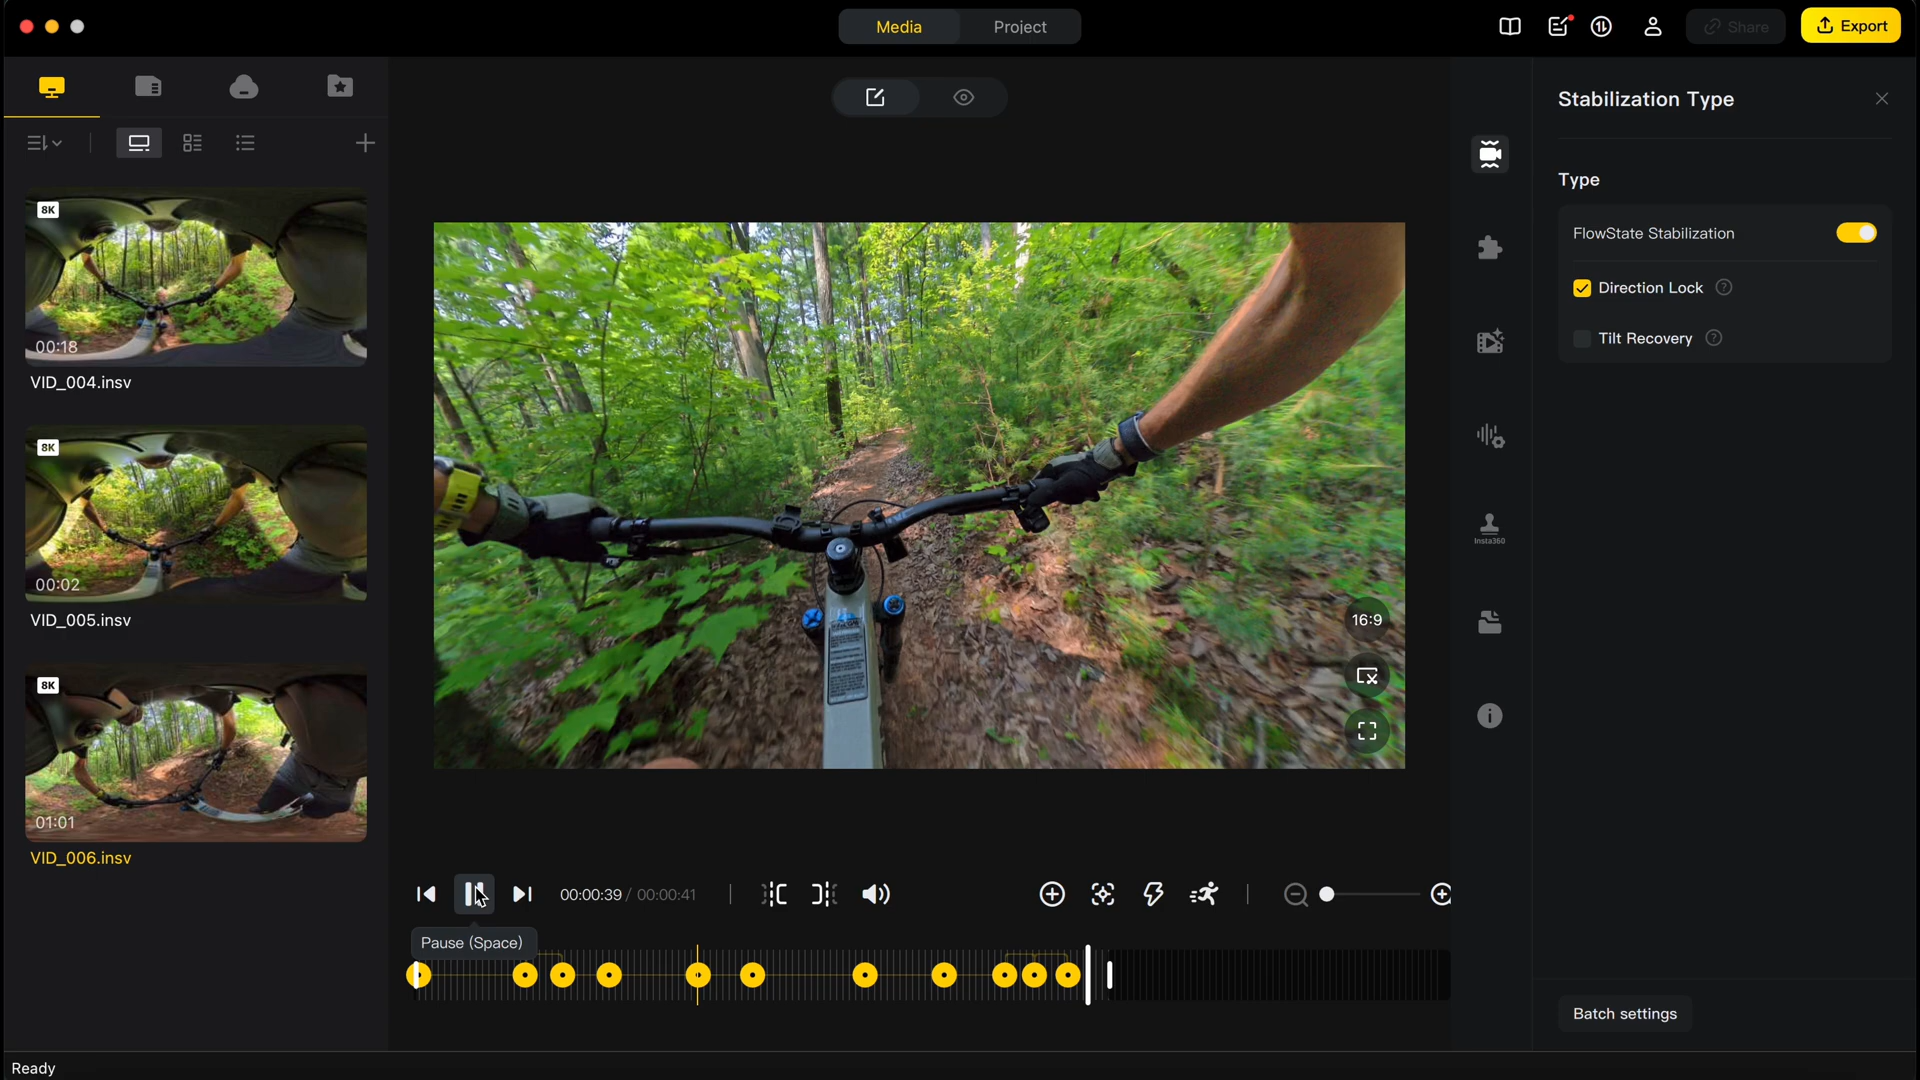 Media
Project
Share
Export
8K
00:18
VID_004.insv
8K
00:02
VID_005.insv
8K
01:01
VID_006.insv
16:9
00:00:39 / 00:00:41
Pause (Space)
Insta360
Stabilization Type
Type
FlowState Stabilization
Direction Lock
Tilt Recovery
Batch settings
Ready